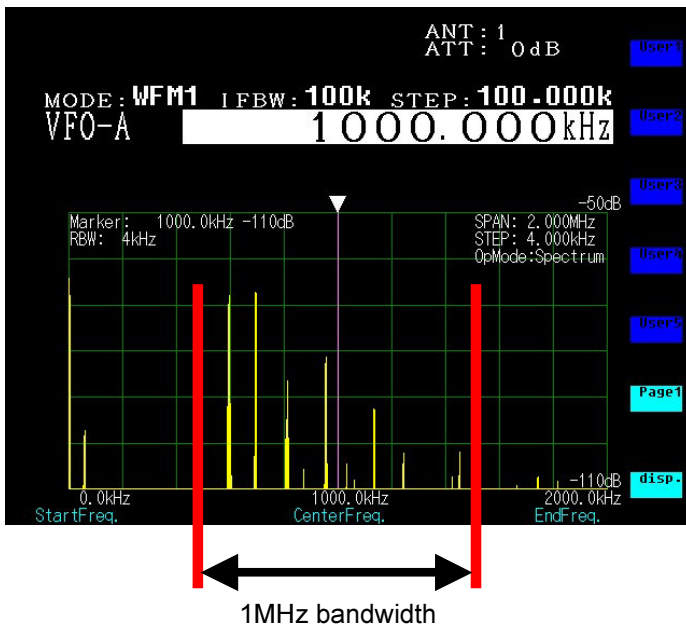 ANT:1
ATT: 0dB
User1
MODE:WFM1 IFBW:100k STEP:100.000k
User2
VFO-A 1000.000kHz
User3
-50dB
Marker: 1000.0kHz -110dB
SPAN: 2.000MHz
RBW: 4kHz
STEP: 4.000kHz
OpMode:Spectrum
User4
User5
Page1
-110dB
disp.
0.0kHz 1000.0kHz 2000.0kHz
StartFreq. CenterFreq. EndFreq.
1MHz bandwidth